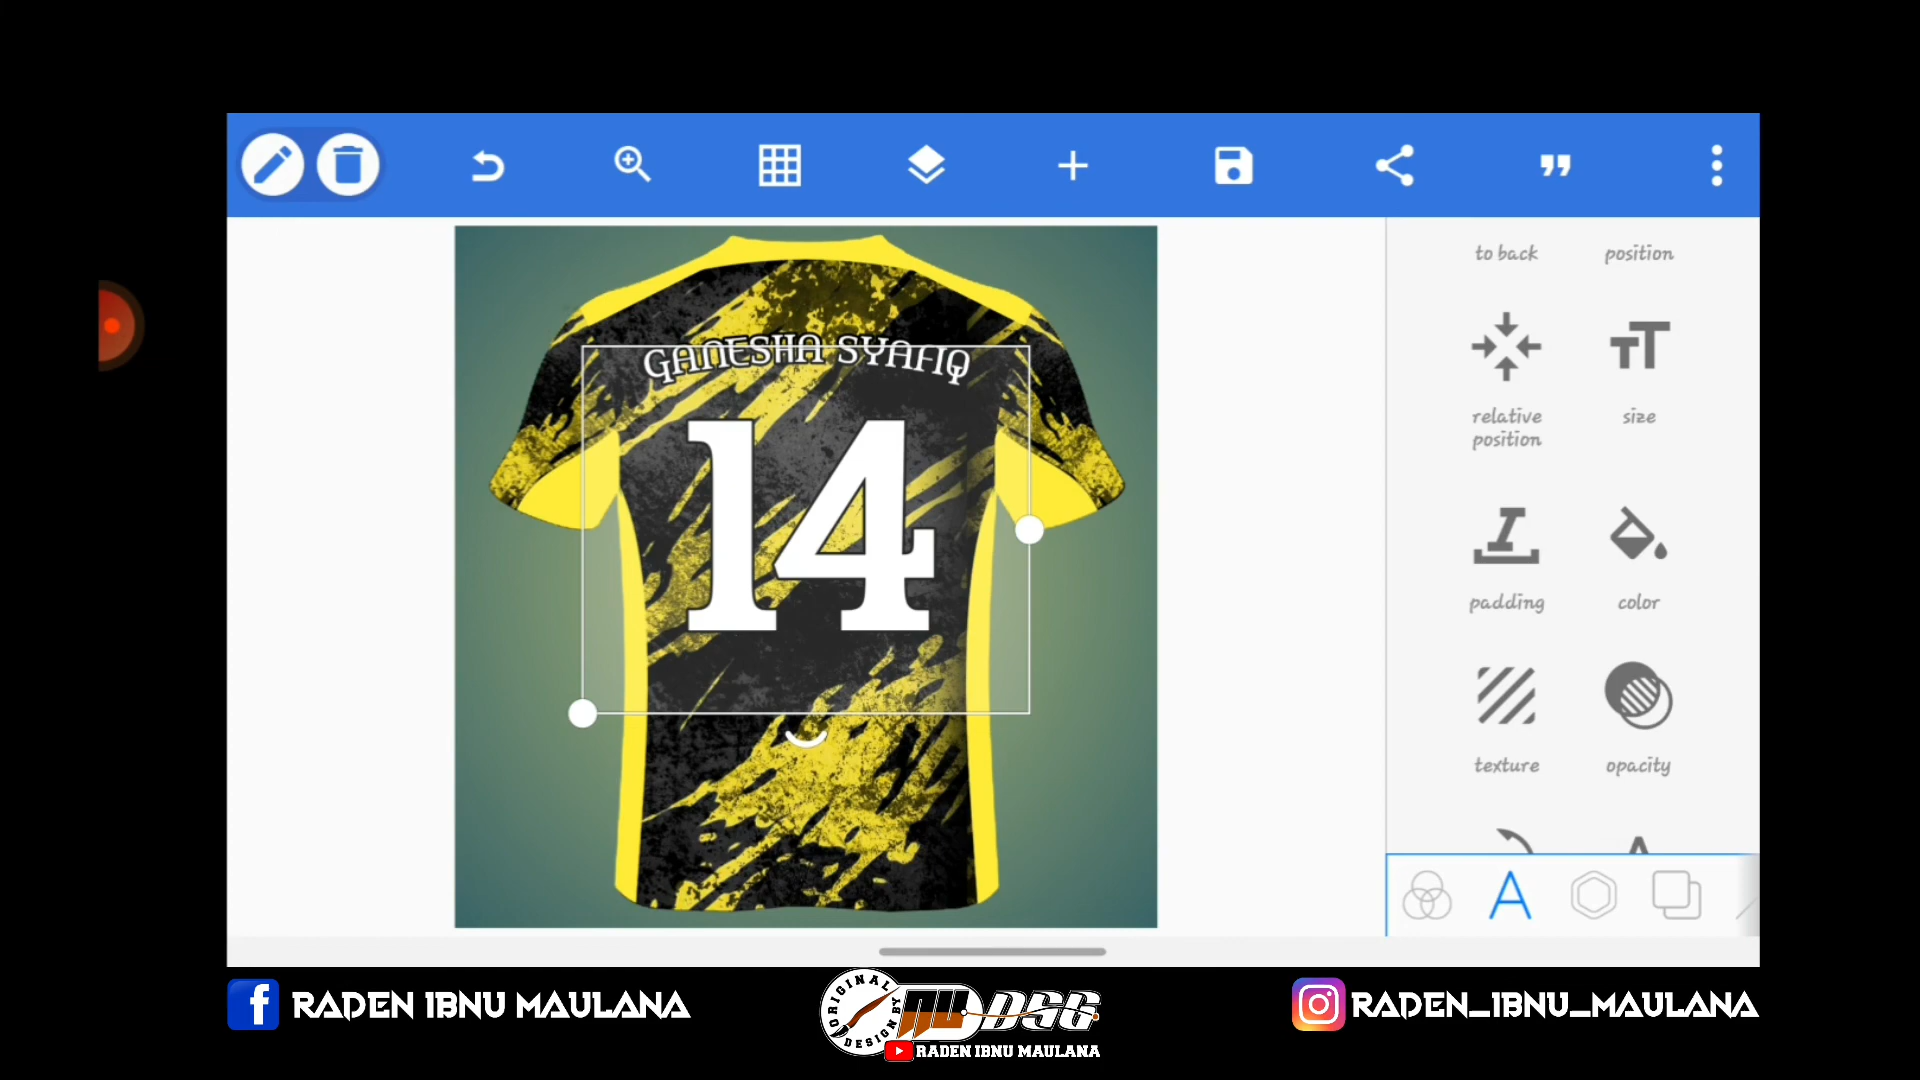 to back
position
GANESHA SYAFIQ
14
relative
position
size
padding
color
texture
opacity
A
RADEN IBNU MAULANA
ORIGINAL
DESIGN BY
DSG
RADEN IBNU MAULANA
RADEN_IBNU_MAULANA